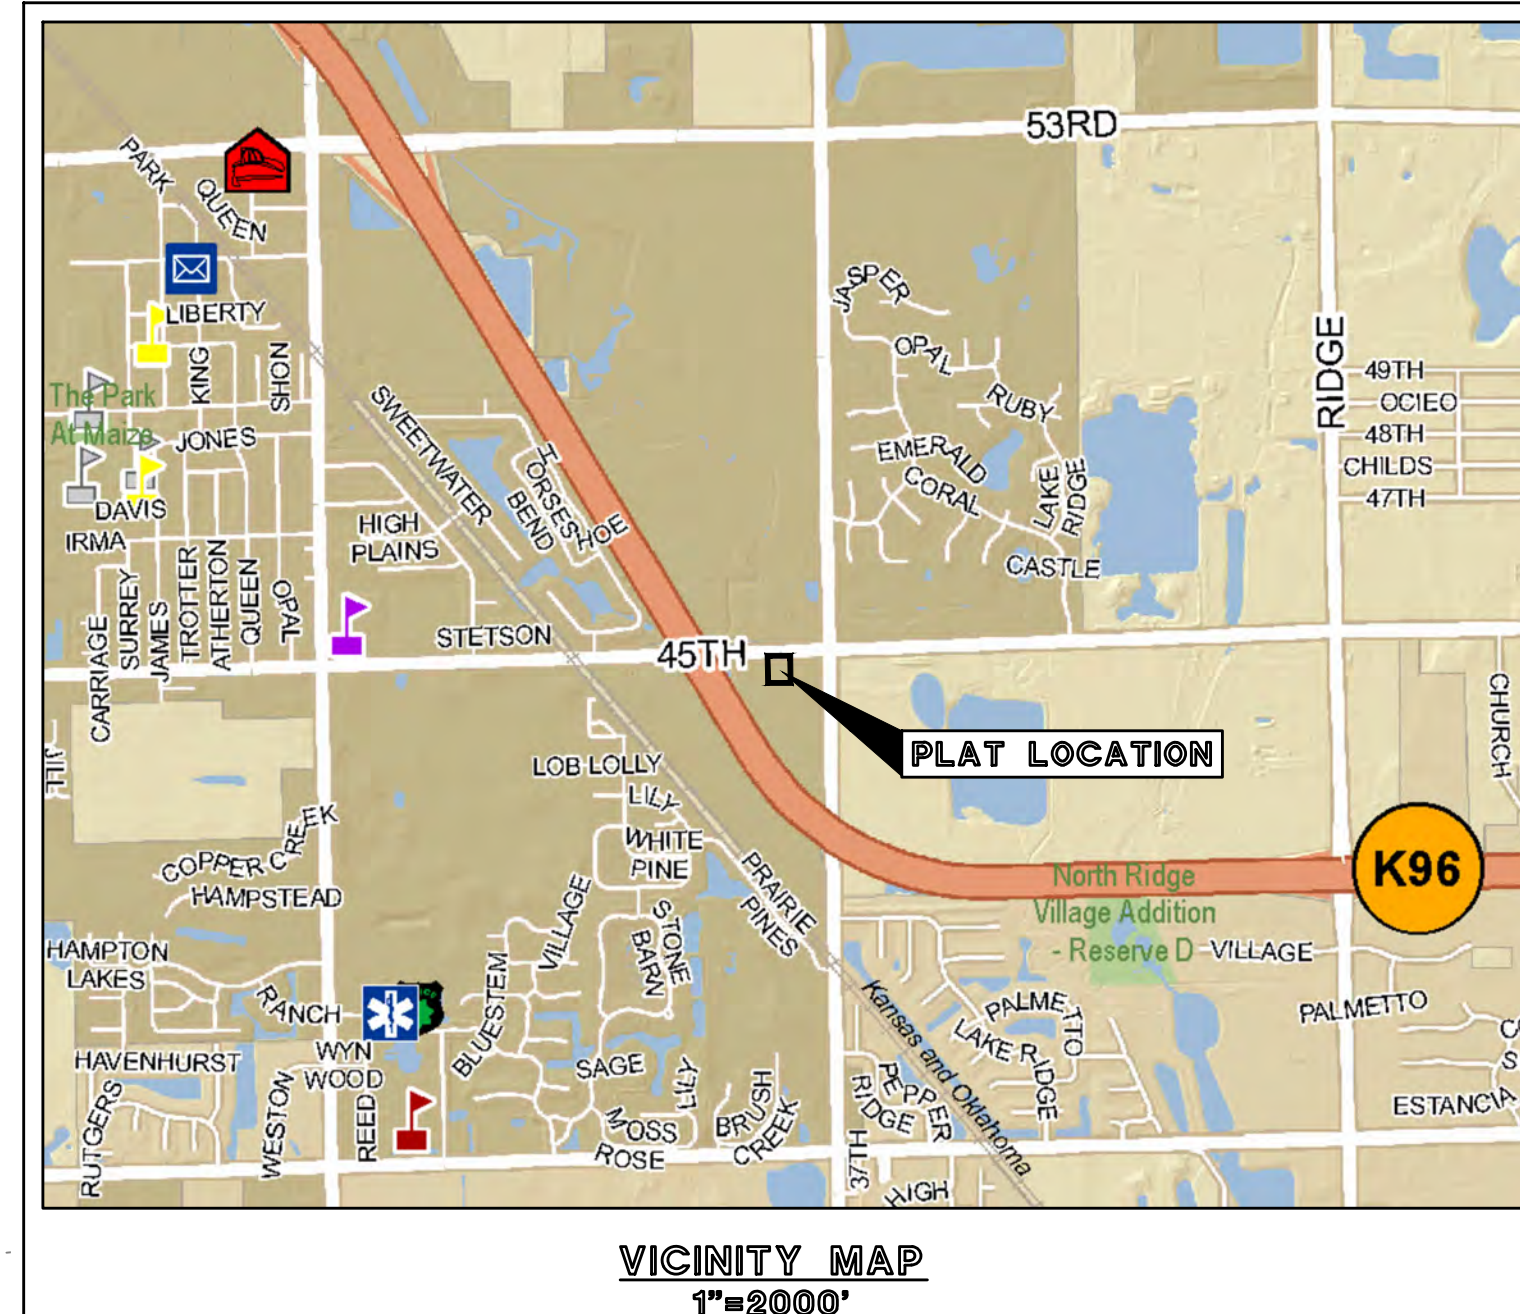 53RD
PARK
QUEEN
JASPER
LIBERTY
OPAL
RIDGE
KING
SHON
49TH
The Park
At Maize
SWEETWATER
RUBY
OCIEO
JONES
48TH
HORSESHOE
BEND
EMERALD
CORAL
LAKE
RIDGE
CHILDS
47TH
DAVIS
IRMA
HIGH
PLAINS
CASTLE
CARRIAGE
SURREY
JAMES
TROTTER
ATHERTON
QUEEN
OPAL
STETSON
45TH
CHURCH
JILL
PLAT LOCATION
LOB LOLLY
LILY
COPPER CREEK
WHITE
PINE
PRAIRIE
PINES
K96
HAMPSTEAD
North Ridge
Village Addition
- Reserve D
VILLAGE
VILLAGE
STONE
BARN
HAMPTON
LAKES
BLUESTEM
RANCH
Kansas and Oklahoma
PALMETTO
PALMETTO
LAKE RIDGE
HAVENHURST
WYN
WOOD
SAGE
LILY
PEPPER
RIDGE
RUTGERS
WESTON
REED
MOSS
ROSE
BRUSH
CREEK
ESTANCIA
37TH
HIGH
VICINITY MAP
1"=2000'